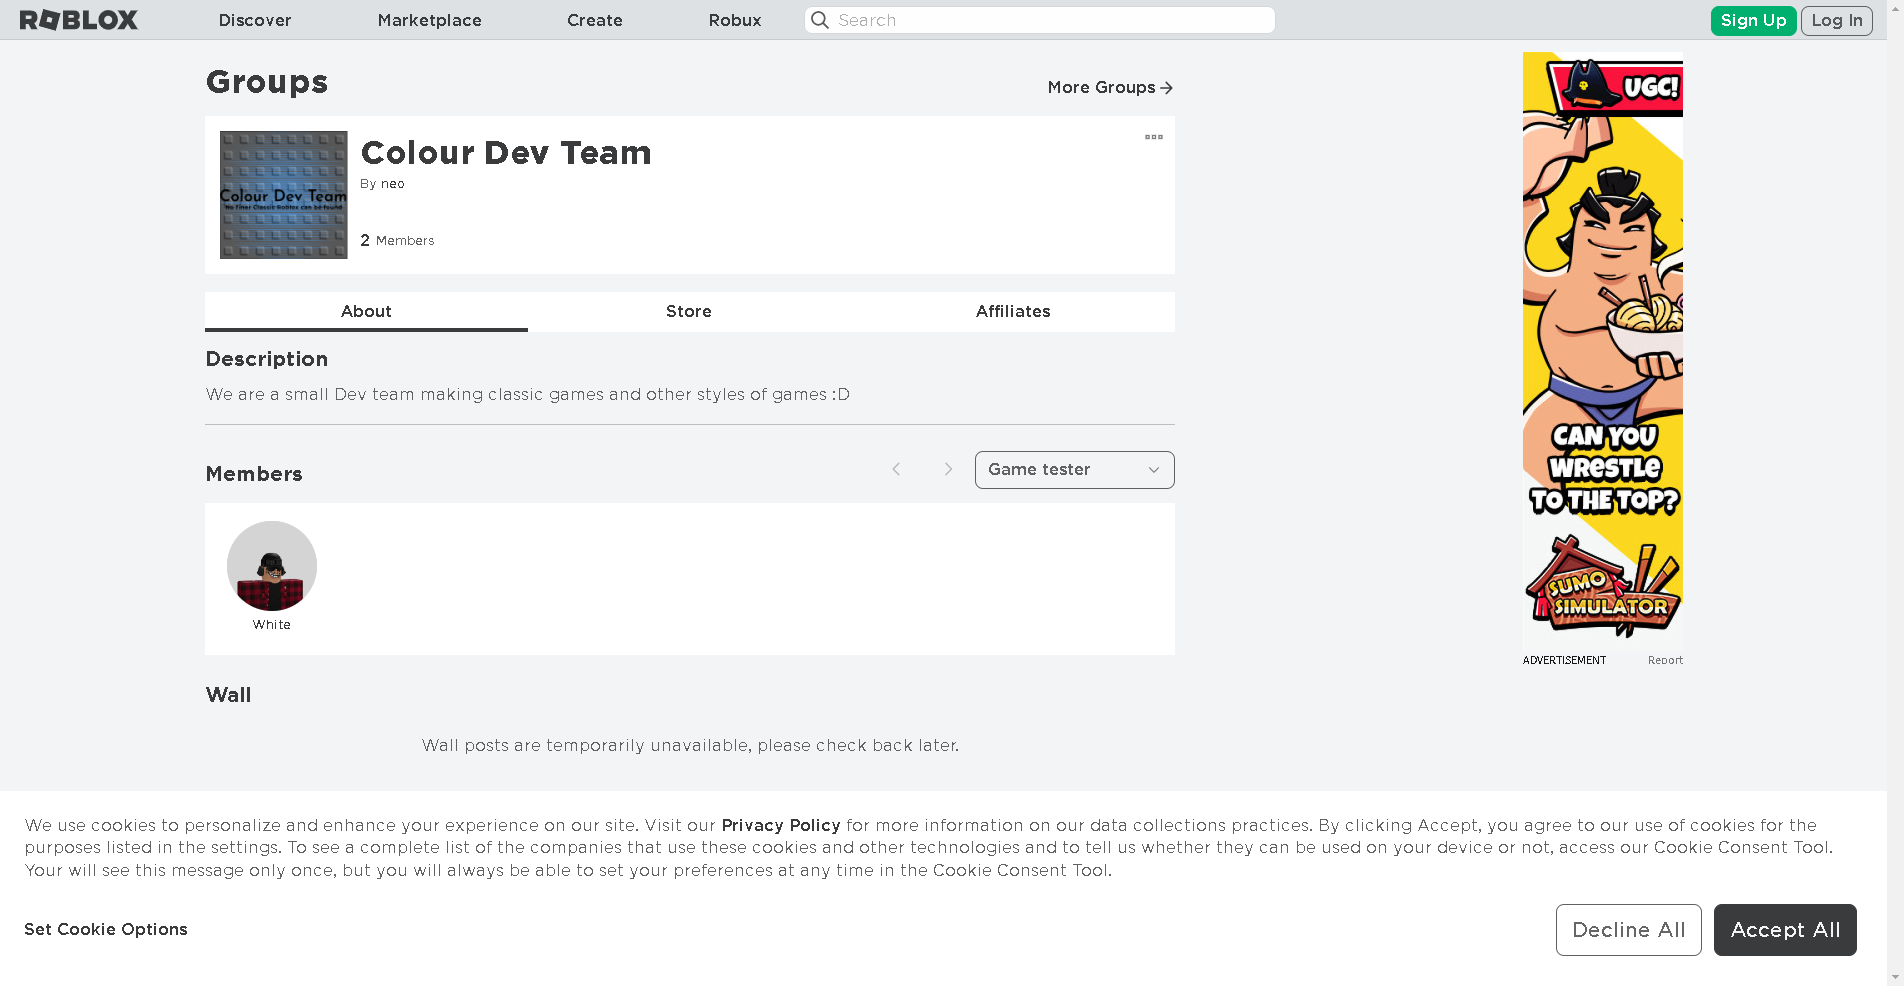 ROBLOX Discover Marketplace Create Robux Search Sign Up Log In
Groups
More Groups
Colour Dev Team
By neo
2 Members
Colour Dev Team
No Finer Classic Roblox can be found
About Store Affiliates
Description
We are a small Dev team making classic games and other styles of games :D
Members
Game tester
White
Wall
Wall posts are temporarily unavailable, please check back later.
UGC!
CAN YOU
WRESTLE
TO THE TOP?
SUMO
SIMULATOR
ADVERTISEMENT Report
We use cookies to personalize and enhance your experience on our site. Visit our Privacy Policy for more information on our data collections practices. By clicking Accept, you agree to our use of cookies for the
purposes listed in the settings. To see a complete list of the companies that use these cookies and other technologies and to tell us whether they can be used on your device or not, access our Cookie Consent Tool.
Your will see this message only once, but you will always be able to set your preferences at any time in the Cookie Consent Tool.
Set Cookie Options
Decline All
Accept All